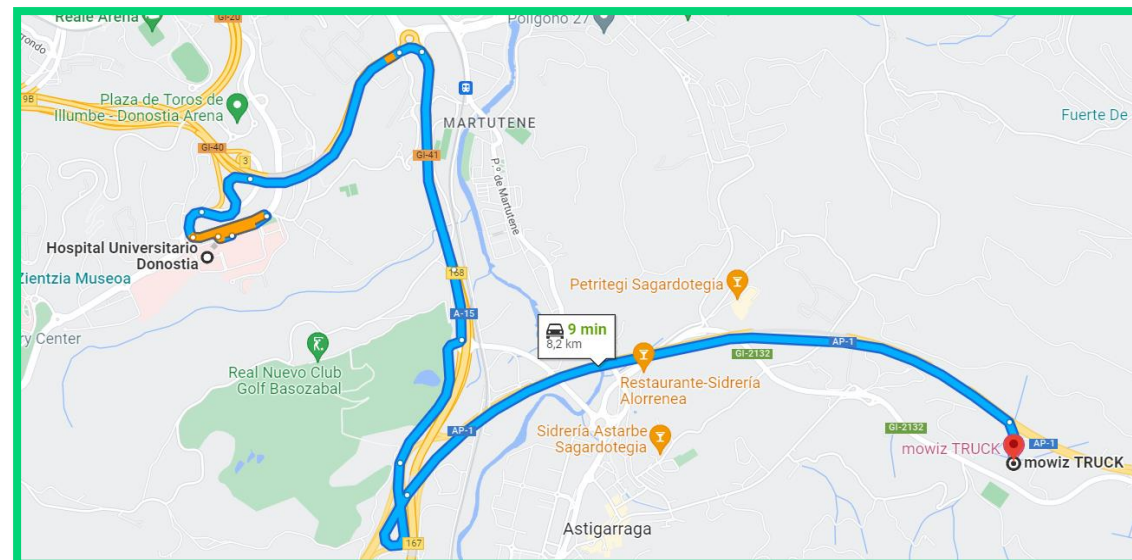 Reale Arena
GI-20
Polígono 27
Plaza de Toros de
Illumbe - Donostia Arena
Fuerte De
MARTUTENE
GI-40
3
GI-41
Pº de Martutene
Hospital Universitario
Donostia
Zientzia Museoa
168
A-15
Petritegi Sagardotegia
9 min
8,2 km
ry Center
Real Nuevo Club
Golf Basozabal
AP-1
GI-2132
Restaurante-Sidrería
Alorrenea
AP-1
Sidrería Astarbe
Sagardotegia
GI-2132
mowiz TRUCK
AP-1
mowiz TRUCK
Astigarraga
167